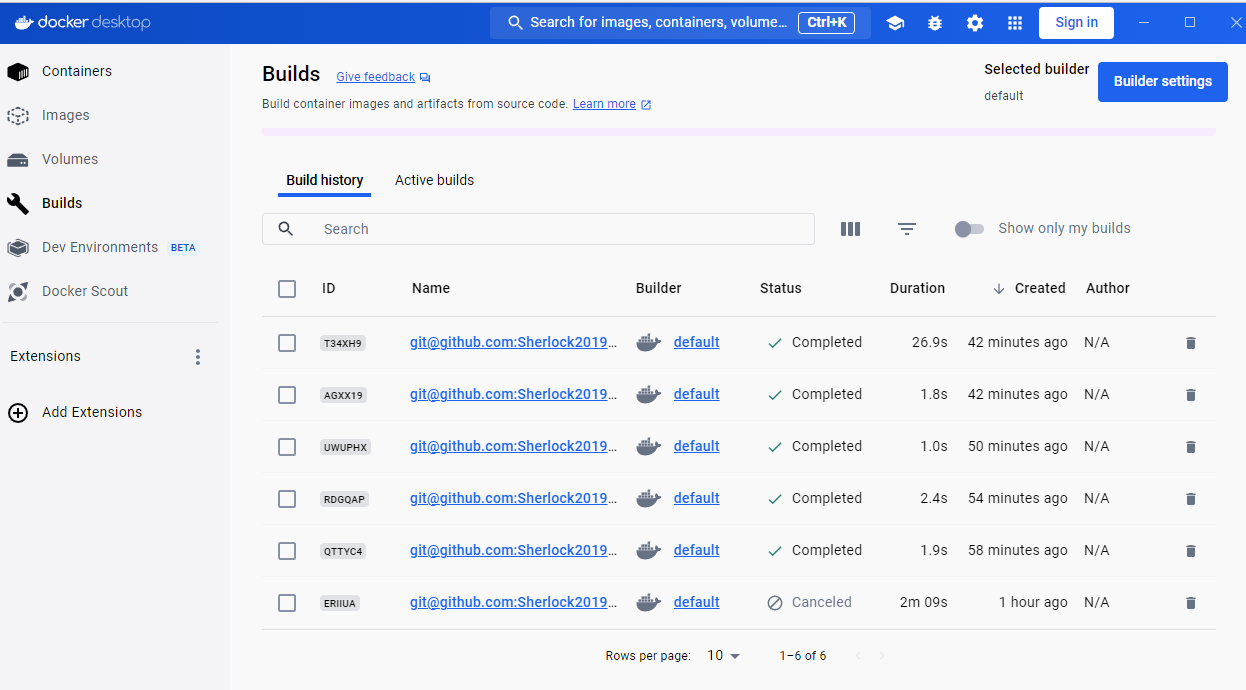 docker desktop
Search for images, containers, volume...
Ctrl+K
Sign in
Containers
Images
Volumes
Builds
Dev Environments BETA
Docker Scout
Extensions
Add Extensions
Builds Give feedback
Build container images and artifacts from source code. Learn more
Selected builder
default
Builder settings
Build history Active builds
Search
Show only my builds
ID Name Builder Status Duration Created Author
T34XH9 git@github.com:Sherlock2019... default Completed 26.9s 42 minutes ago N/A
AGXX19 git@github.com:Sherlock2019... default Completed 1.8s 42 minutes ago N/A
UWUPHX git@github.com:Sherlock2019... default Completed 1.0s 50 minutes ago N/A
RDGQAP git@github.com:Sherlock2019... default Completed 2.4s 54 minutes ago N/A
QTTYC4 git@github.com:Sherlock2019... default Completed 1.9s 58 minutes ago N/A
ERIIUA git@github.com:Sherlock2019... default Canceled 2m 09s 1 hour ago N/A
Rows per page: 10 1–6 of 6